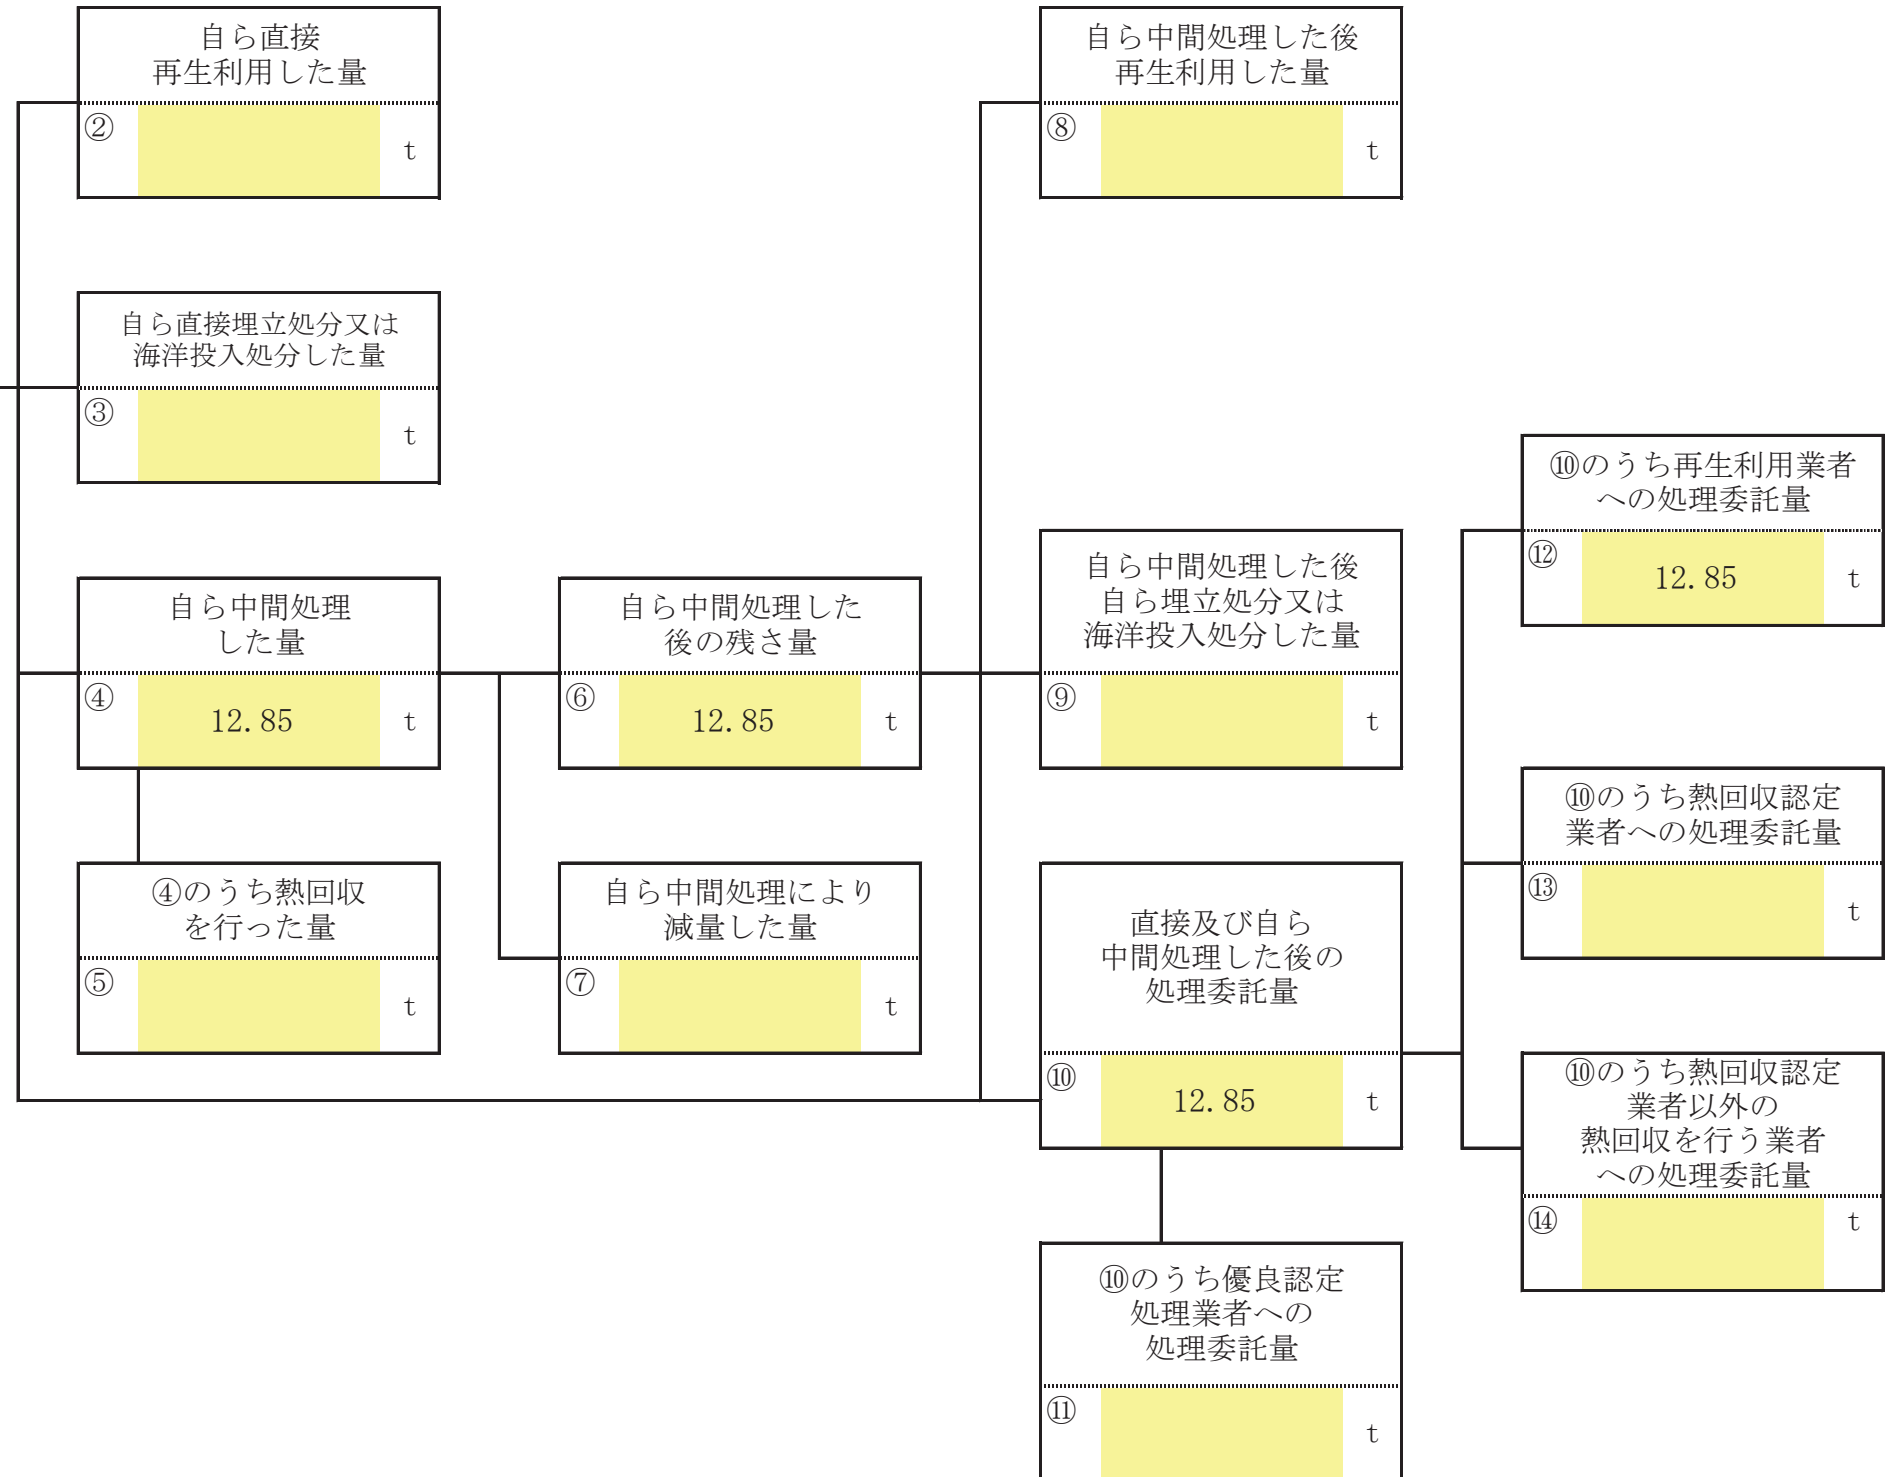 自ら直接
再生利用した量
②
t
自ら中間処理した後
再生利用した量
⑧
t
自ら直接埋立処分又は
海洋投入処分した量
③
t
⑩のうち再生利用業者
への処理委託量
⑫
12.85
t
自ら中間処理
した量
④
12.85
t
自ら中間処理した
後の残さ量
⑥
12.85
t
自ら中間処理した後
自ら埋立処分又は
海洋投入処分した量
⑨
t
⑩のうち熱回収認定
業者への処理委託量
⑬
t
④のうち熱回収
を行った量
⑤
t
自ら中間処理により
減量した量
⑦
t
直接及び自ら
中間処理した後の
処理委託量
⑩
12.85
t
⑩のうち熱回収認定
業者以外の
熱回収を行う業者
への処理委託量
⑭
t
⑩のうち優良認定
処理業者への
処理委託量
⑪
t